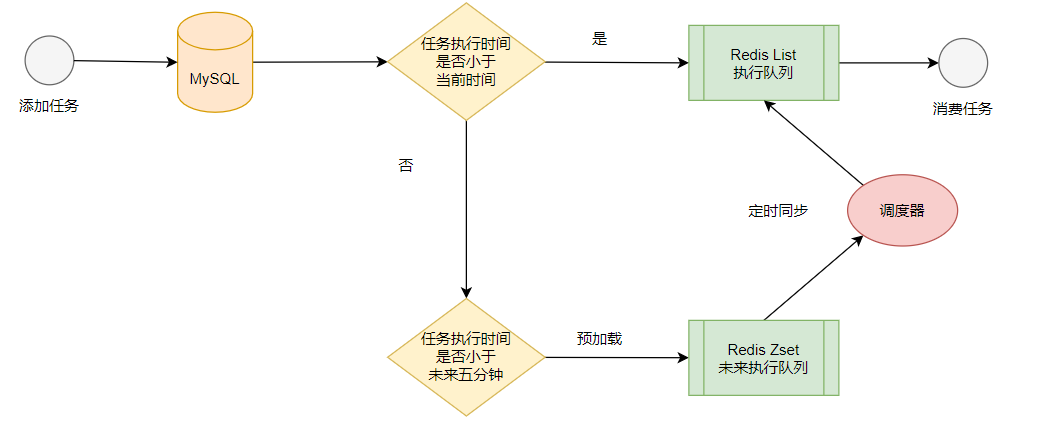 添加任务
MySQL
任务执行时间
是否小于
当前时间
是
Redis List
执行队列
消费任务
否
定时同步
调度器
任务执行时间
是否小于
未来五分钟
预加载
Redis Zset
未来执行队列